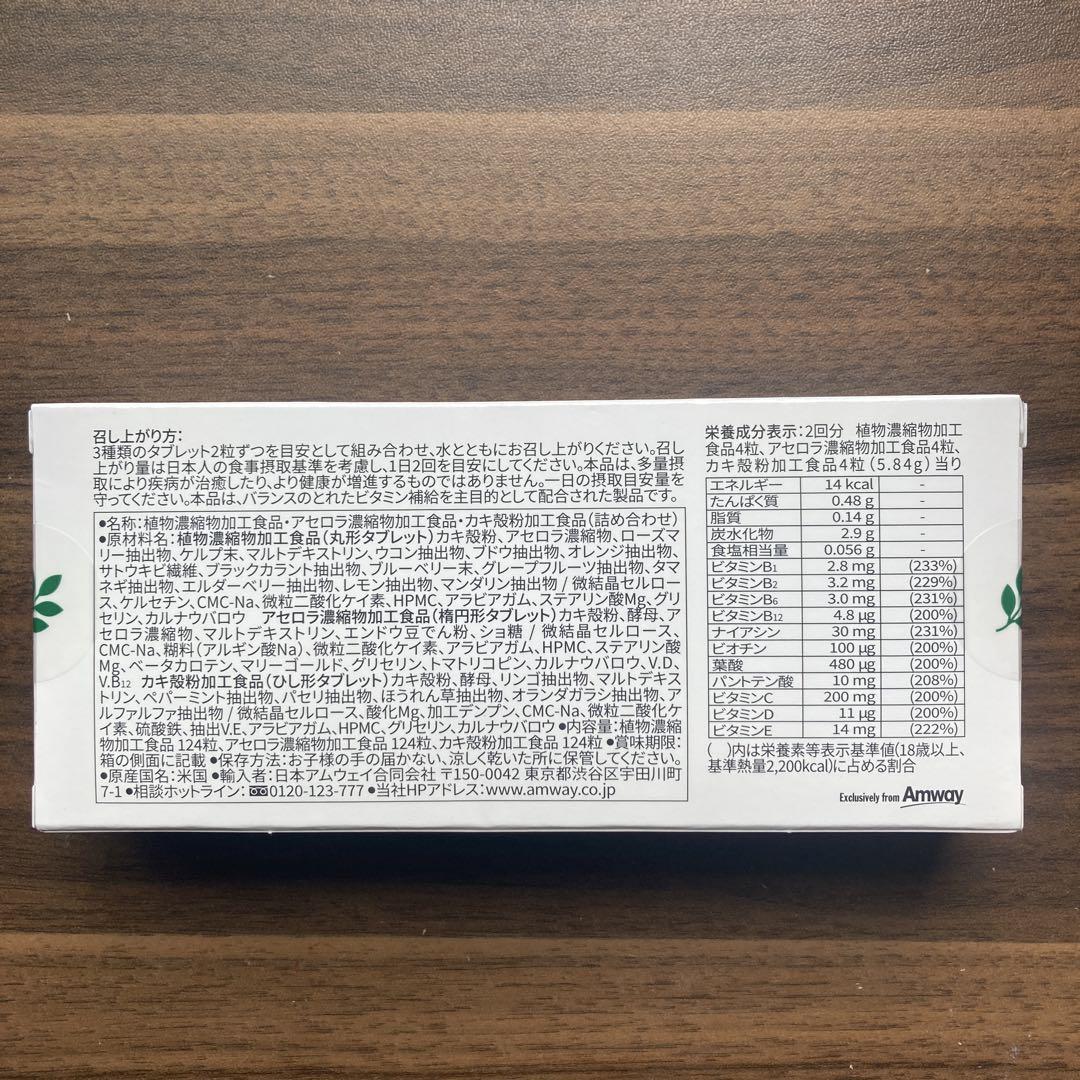 召し上がり方：
3種類のタブレット2粒ずつを目安として組み合わせ、水とともにお召し上がりください。召し
上がり量は日本人の食事摂取基準を考慮し、1日2回を目安にしてください。本品は、多量摂
取により疾病が治癒したり、より健康が増進するものではありません。一日の摂取目安量を
守ってください。本品は、バランスのとれたビタミン補給を主目的として配合された製品です。
●名称：植物濃縮物加工食品・アセロラ濃縮物加工食品・カキ殻粉加工食品（詰め合わせ）
●原材料名：植物濃縮物加工食品（丸形タブレット）カキ殻粉、アセロラ濃縮物、ローズマ
リー抽出物、ケルプ末、マルトデキストリン、ウコン抽出物、ブドウ抽出物、オレンジ抽出物、
サトウキビ繊維、ブラックカラント抽出物、ブルーベリー末、グレープフルーツ抽出物、タマ
ネギ抽出物、エルダーベリー抽出物、レモン抽出物、マンダリン抽出物 / 微結晶セルロー
ス、ケルセチン、CMC-Na、微粒二酸化ケイ素、HPMC、アラビアガム、ステアリン酸Mg、グリ
セリン、カルナウバロウ アセロラ濃縮物加工食品（楕円形タブレット）カキ殻粉、酵母、ア
セロラ濃縮物、マルトデキストリン、エンドウ豆でん粉、ショ糖 / 微結晶セルロース、
CMC-Na、糊料（アルギン酸Na）、微粒二酸化ケイ素、アラビアガム、HPMC、ステアリン酸
Mg、ベータカロテン、マリーゴールド、グリセリン、トマトリコピン、カルナウバロウ、V.D、
V.B12 カキ殻粉加工食品（ひし形タブレット）カキ殻粉、酵母、リンゴ抽出物、マルトデキス
トリン、ペパーミント抽出物、パセリ抽出物、ほうれん草抽出物、オランダガラシ抽出物、ア
ルファルファ抽出物 / 微結晶セルロース、酸化Mg、加工デンプン、CMC-Na、微粒二酸化ケ
イ素、硫酸鉄、抽出V.E、アラビアガム、HPMC、グリセリン、カルナウバロウ ●内容量：植物濃縮
物加工食品 124粒、アセロラ濃縮物加工食品 124粒、カキ殻粉加工食品 124粒 ●賞味期限：
箱の側面に記載 ●保存方法：お子様の手の届かない、涼しく乾いた所に保管してください。
●原産国名：米国 ●輸入者：日本アムウェイ合同会社 〒150-0042 東京都渋谷区宇田川町
7-1 ●相談ホットライン：0120-123-777 ●当社HPアドレス：www.amway.co.jp
栄養成分表示：2回分 植物濃縮物加工
食品4粒、アセロラ濃縮物加工食品4粒、
カキ殻粉加工食品4粒（5.84g）当り
エネルギー 14 kcal -
たんぱく質 0.48 g -
脂質 0.14 g -
炭水化物 2.9 g -
食塩相当量 0.056 g -
ビタミンB1 2.8 mg (233%)
ビタミンB2 3.2 mg (229%)
ビタミンB6 3.0 mg (231%)
ビタミンB12 4.8 μg (200%)
ナイアシン 30 mg (231%)
ビオチン 100 μg (200%)
葉酸 480 μg (200%)
パントテン酸 10 mg (208%)
ビタミンC 200 mg (200%)
ビタミンD 11 μg (200%)
ビタミンE 14 mg (222%)
（ ）内は栄養素等表示基準値（18歳以上、
基準熱量2,200kcal）に占める割合
Exclusively from Amway